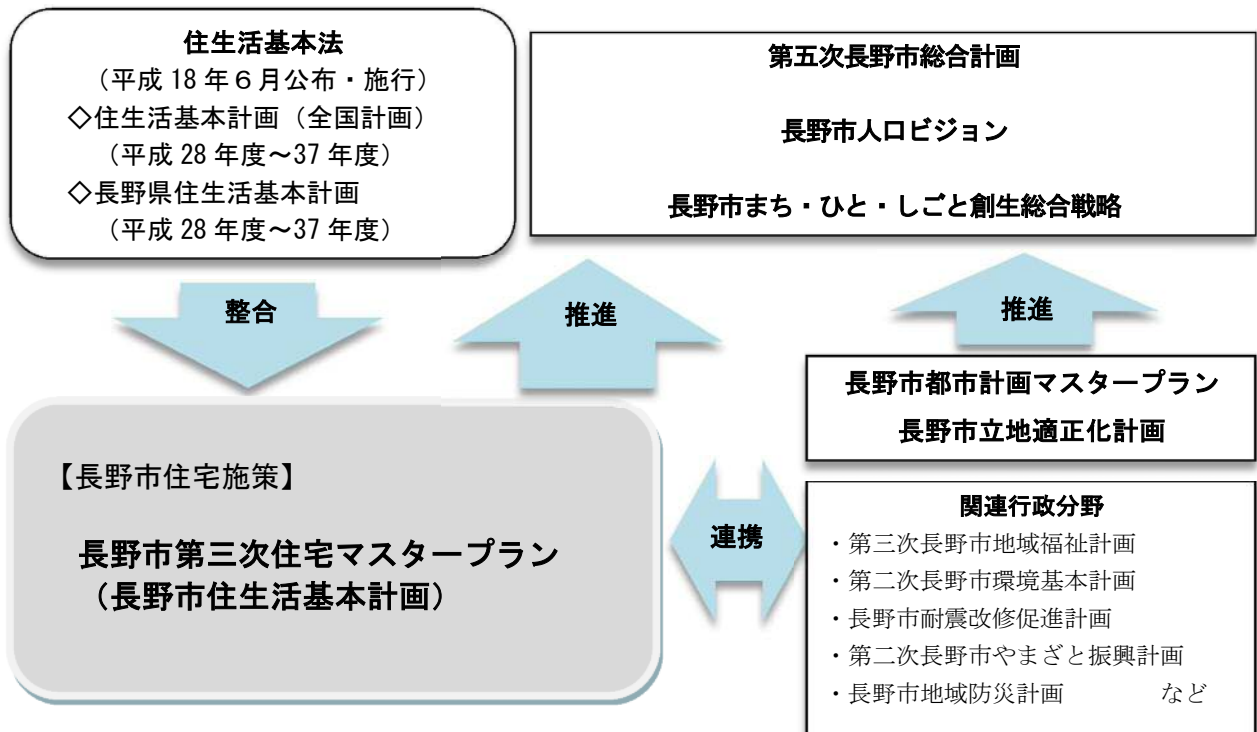 住生活基本法
（平成 18 年６月公布・施行）
◇住生活基本計画（全国計画）
（平成 28 年度～37 年度）
◇長野県住生活基本計画
（平成 28 年度～37 年度）
第五次長野市総合計画
長野市人口ビジョン
長野市まち・ひと・しごと創生総合戦略
整合
推進
推進
長野市都市計画マスタープラン
長野市立地適正化計画
【長野市住宅施策】
長野市第三次住宅マスタープラン
（長野市住生活基本計画）
連携
関連行政分野
・第三次長野市地域福祉計画
・第二次長野市環境基本計画
・長野市耐震改修促進計画
・第二次長野市やまざと振興計画
・長野市地域防災計画　　　など